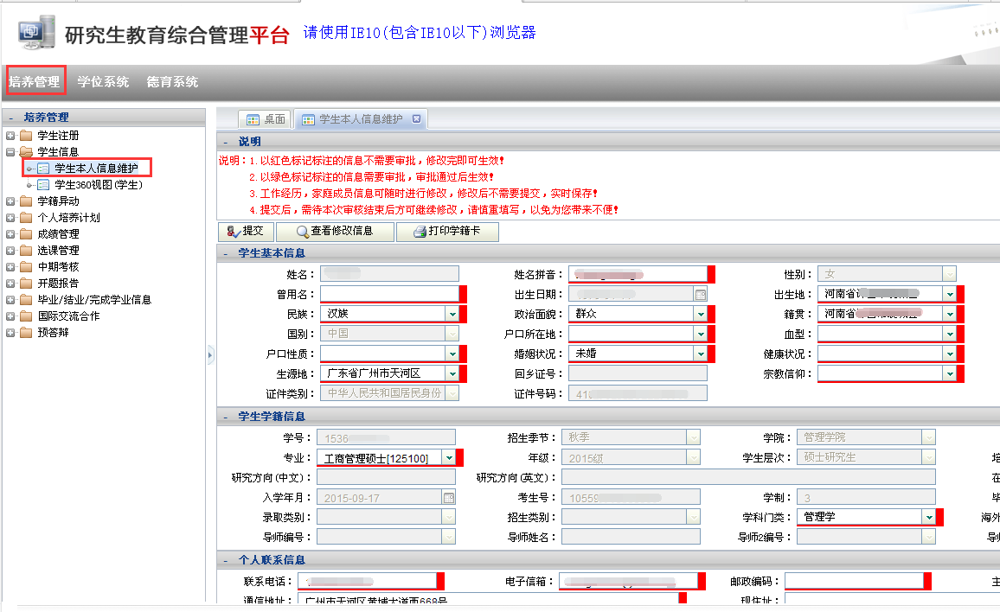 研究生教育综合管理平台 请使用IE10(包含IE10以下)浏览器
培养管理 学位系统 德育系统
- 培养管理
学生注册
学生信息
学生本人信息维护
学生360视图(学生)
学籍异动
个人培养计划
成绩管理
选课管理
中期考核
开题报告
毕业/结业/完成学业信息
国际交流合作
预答辩
桌面 学生本人信息维护
- 说明
说明：1. 以红色标记标注的信息不需要审批，修改完即可生效！
2. 以绿色标记标注的信息需要审批，审批通过后生效！
3. 工作经历，家庭成员信息可随时进行修改，修改后不需要提交，实时保存！
4. 提交后，需待本次审核结束后方可继续修改，请慎重填写，以免为您带来不便！
提交 查看修改信息 打印学籍卡
- 学生基本信息
姓名： 姓名拼音： 性别： 女
曾用名： 出生日期： 出生地： 河南省
民族： 汉族 政治面貌： 群众 籍贯： 河南省
国别： 中国 户口所在地： 血型：
户口性质： 婚姻状况： 未婚 健康状况：
生源地： 广东省广州市天河区 回乡证号： 宗教信仰：
证件类别： 中华人民共和国居民身份 证件号码： 41
- 学生学籍信息
学号： 1536 招生季节： 秋季 学院： 管理学院
专业： 工商管理硕士[125100] 年级： 2015级 学生层次： 硕士研究生
研究方向(中文)： 研究方向(英文)：
入学年月： 2015-09-17 考生号： 10559 学制： 3
录取类别： 招生类别： 学科门类： 管理学 海外
导师编号： 导师姓名： 导师2编号：
- 个人联系信息
联系电话： 电子信箱： 邮政编码：
通信地址： 广州市天河区黄埔大道西668号 现住址：